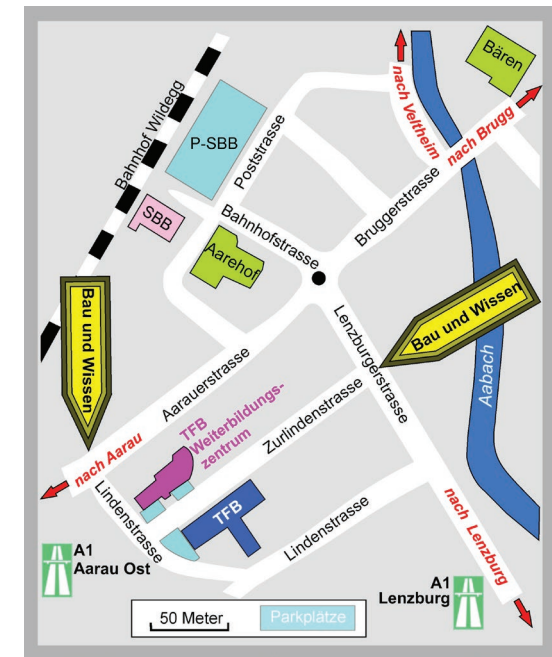 Bären
nach Veltheim
nach Brugg
Bahnhof Wildegg
P-SBB
Poststrasse
Bruggerstrasse
SBB
Bahnhofstrasse
Aarehof
Bau und Wissen
Bau und Wissen
Lenzburgerstrasse
Aabach
Aarauerstrasse
TFB
Weiterbildungs-
zentrum
Zurlindenstrasse
nach Aarau
Lindenstrasse
TFB
Lindenstrasse
nach Lenzburg
A1
Aarau Ost
A1
Lenzburg
50 Meter
Parkplätze